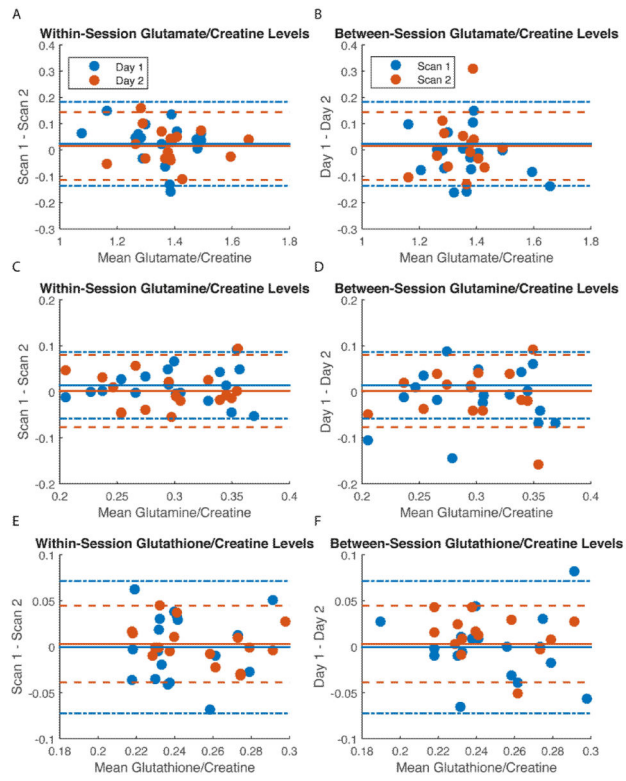 A
Within-Session Glutamate/Creatine Levels
0.4
0.3
0.2
0.1
0
-0.1
-0.2
-0.3
Scan 1 - Scan 2
Day 1
Day 2
1 1.2 1.4 1.6 1.8
Mean Glutamate/Creatine
B
Between-Session Glutamate/Creatine Levels
0.4
0.3
0.2
0.1
0
-0.1
-0.2
-0.3
Day 1 - Day 2
Scan 1
Scan 2
1 1.2 1.4 1.6 1.8
Mean Glutamate/Creatine
C
Within-Session Glutamine/Creatine Levels
0.2
0.1
0
-0.1
-0.2
Scan 1 - Scan 2
0.2 0.25 0.3 0.35 0.4
Mean Glutamine/Creatine
D
Between-Session Glutamine/Creatine Levels
0.2
0.1
0
-0.1
-0.2
Day 1 - Day 2
0.2 0.25 0.3 0.35 0.4
Mean Glutamine/Creatine
E
Within-Session Glutathione/Creatine Levels
0.1
0.05
0
-0.05
-0.1
Scan 1 - Scan 2
0.18 0.2 0.22 0.24 0.26 0.28 0.3
Mean Glutathione/Creatine
F
Between-Session Glutathione/Creatine Levels
0.1
0.05
0
-0.05
-0.1
Day 1 - Day 2
0.18 0.2 0.22 0.24 0.26 0.28 0.3
Mean Glutathione/Creatine